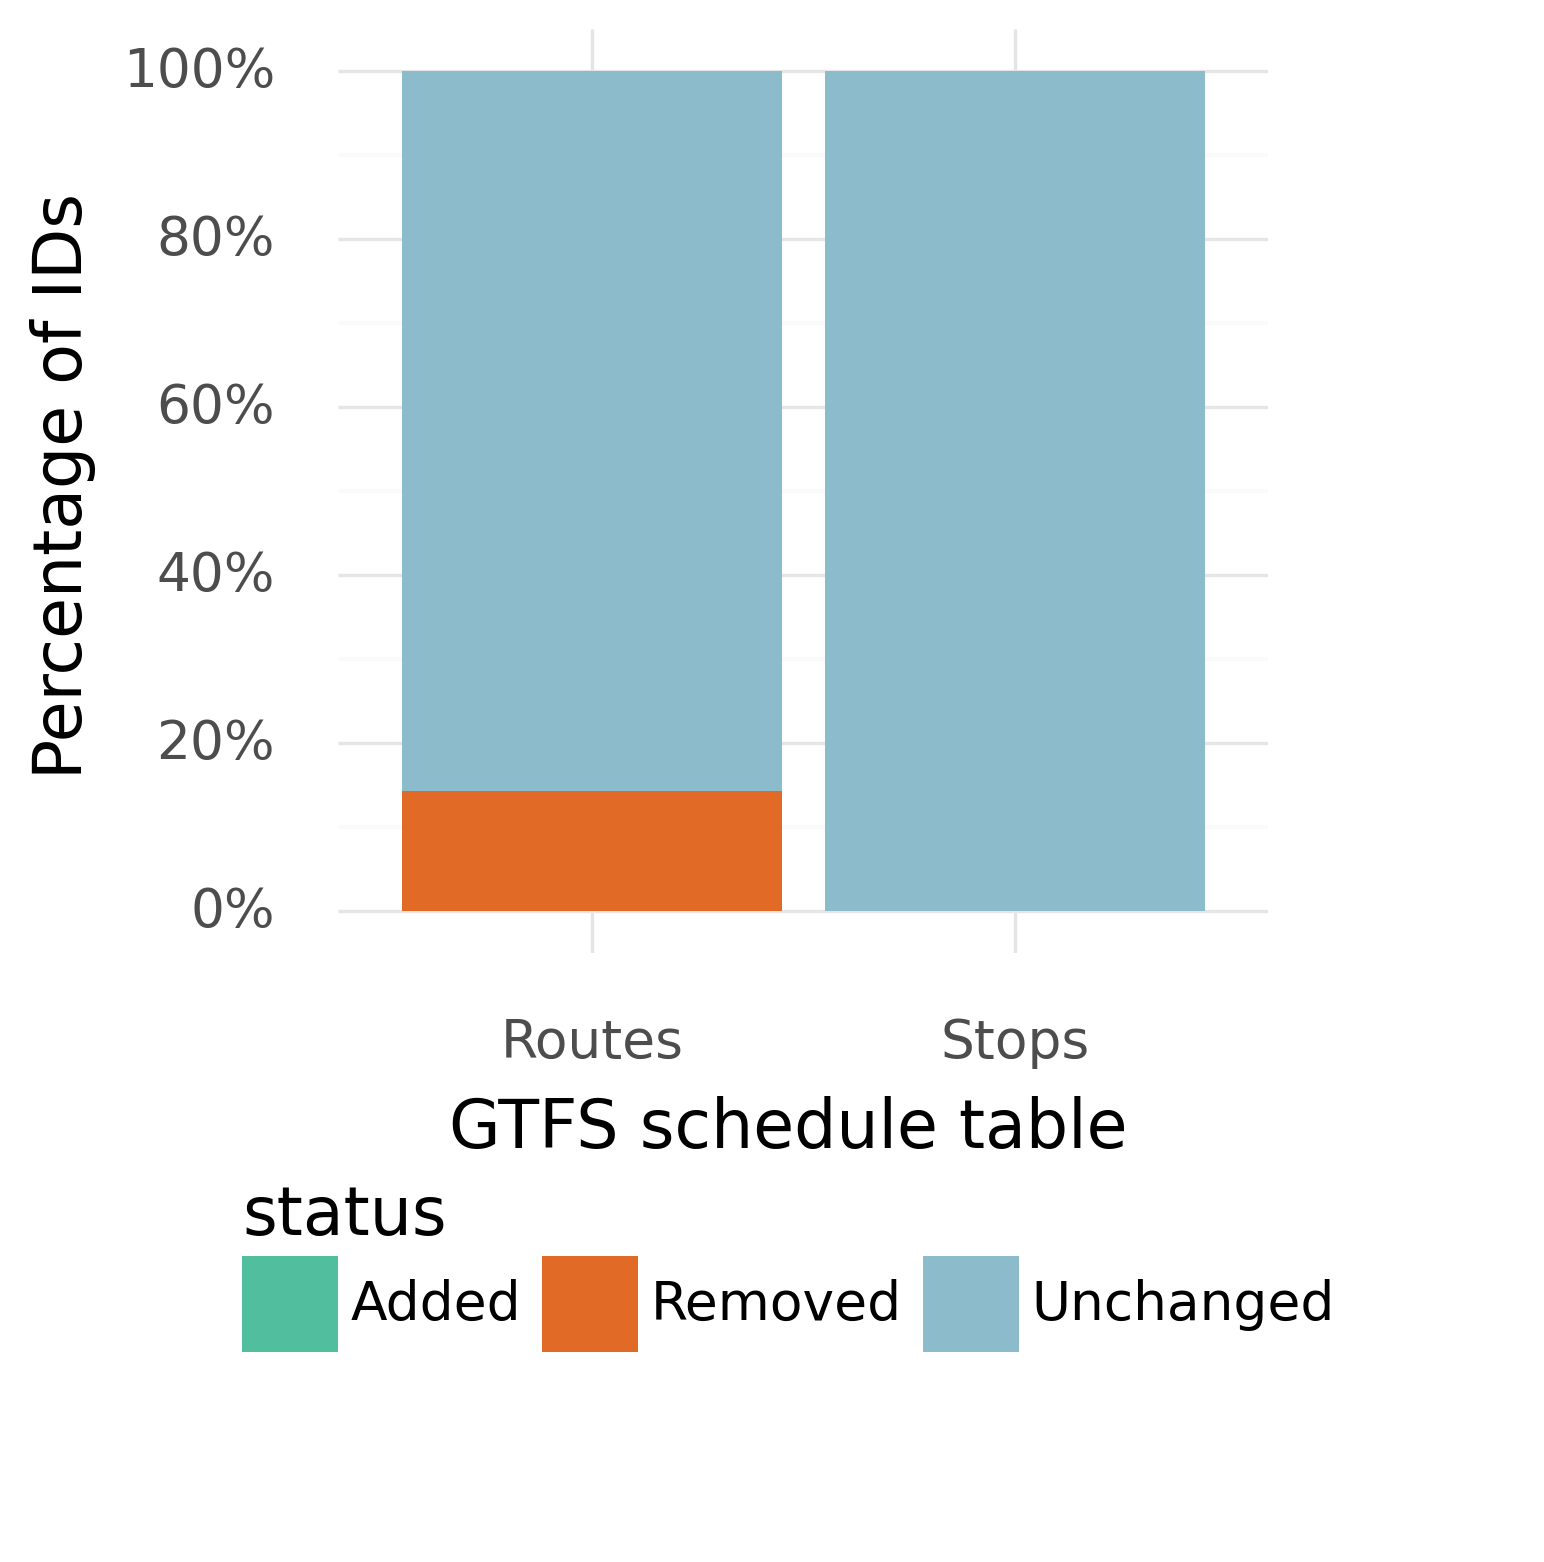 100%
80%
60%
40%
20%
0%
Percentage of IDs
Routes Stops
GTFS schedule table
status
Added Removed Unchanged